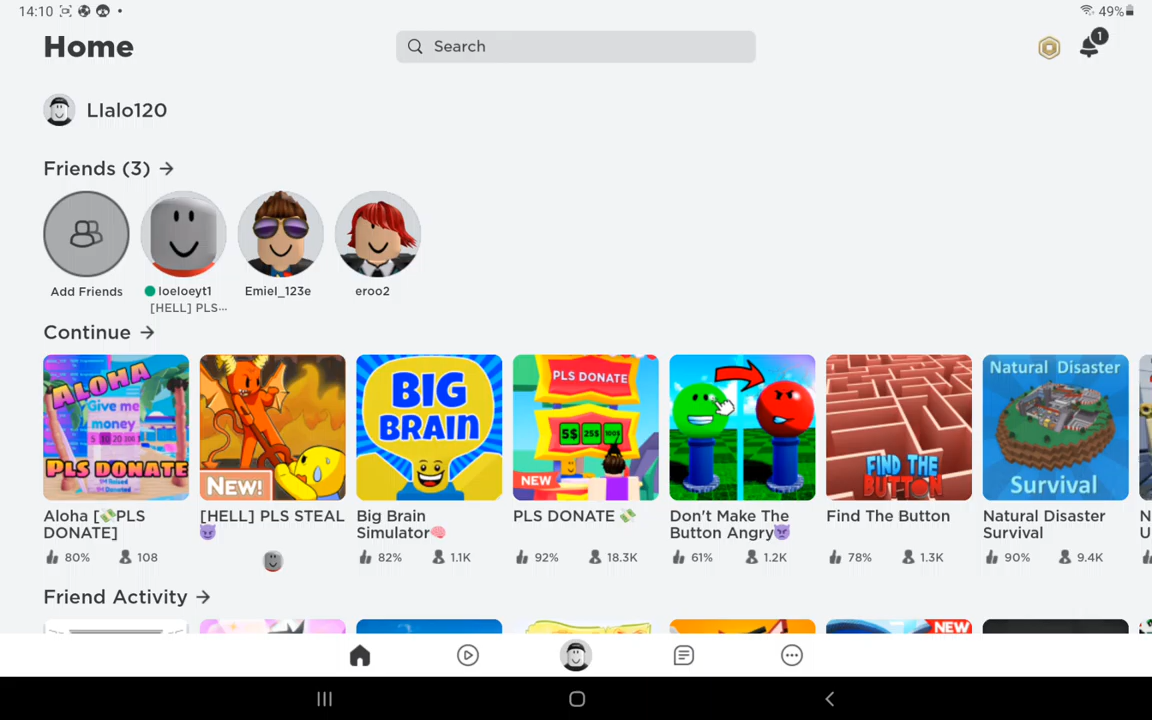 14:10
49%
Home
Search
1
Llalo120
Friends (3)
Add Friends
loeloeyt1
Emiel_123e
eroo2
[HELL] PLS...
Continue
ALOHA
Give me
money
PLS DONATE
NEW!
BIG
BRAIN
PLS DONATE
5$ 25$ 100$
NEW
FIND THE
BUTTON
Natural Disaster
Survival
Aloha [💸PLS
DONATE]
[HELL] PLS STEAL
😈
Big Brain
Simulator🧠
PLS DONATE 💸
Don't Make The
Button Angry😈
Find The Button
Natural Disaster
Survival
N
U
80%
108
82%
1.1K
92%
18.3K
61%
1.2K
78%
1.3K
90%
9.4K
Friend Activity
NEW